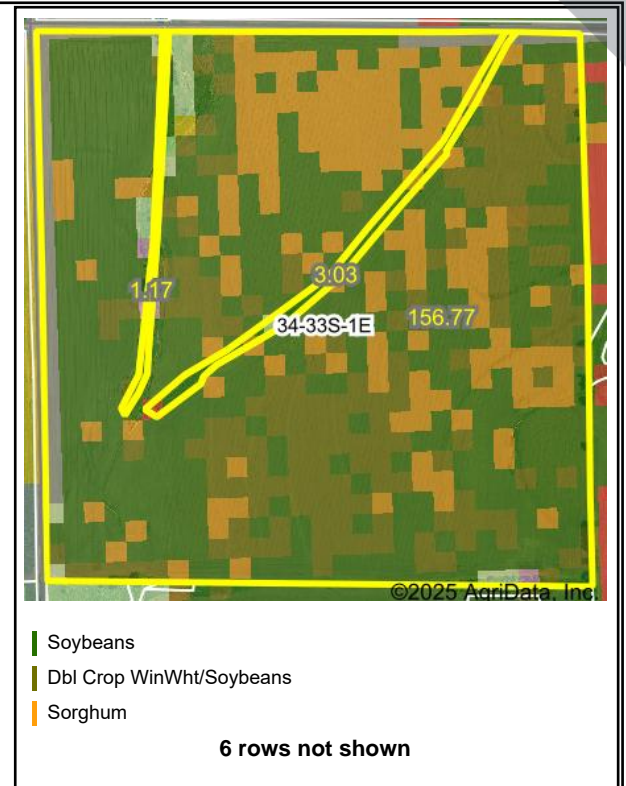 3.03
1.17
34-33S-1E
156.77
©2025 AgriData, Inc.
Soybeans
Dbl Crop WinWht/Soybeans
Sorghum
6 rows not shown